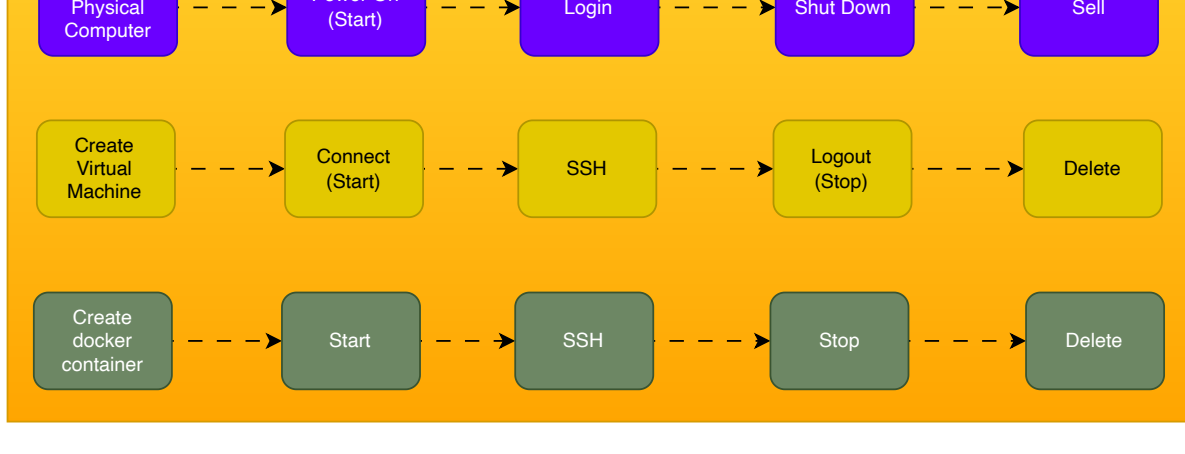 Physical
Computer
(Start)
Login
Shut Down
Sell
Create
Virtual
Machine
Connect
(Start)
SSH
Logout
(Stop)
Delete
Create
docker
container
Start
SSH
Stop
Delete